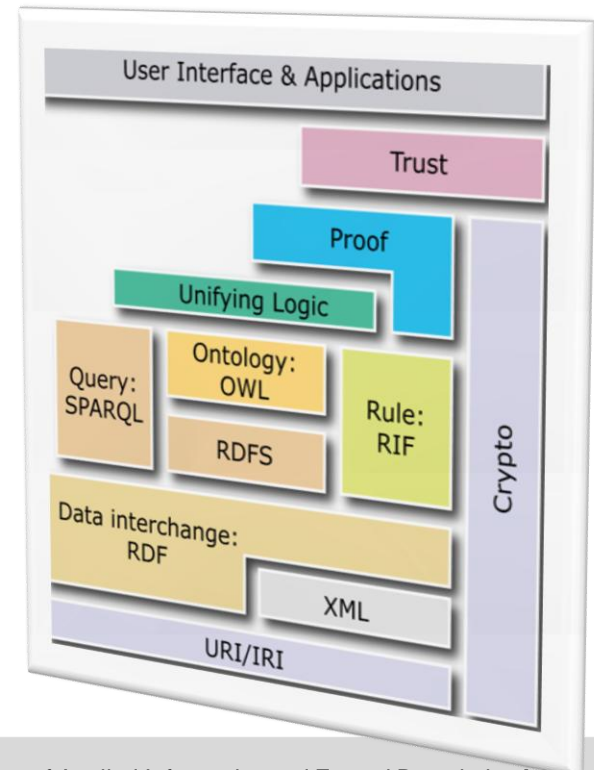 User Interface & Applications
Trust
Proof
Unifying Logic
Query:
SPARQL
Ontology:
OWL
RDFS
Rule:
RIF
Crypto
Data interchange:
RDF
XML
URI/IRI